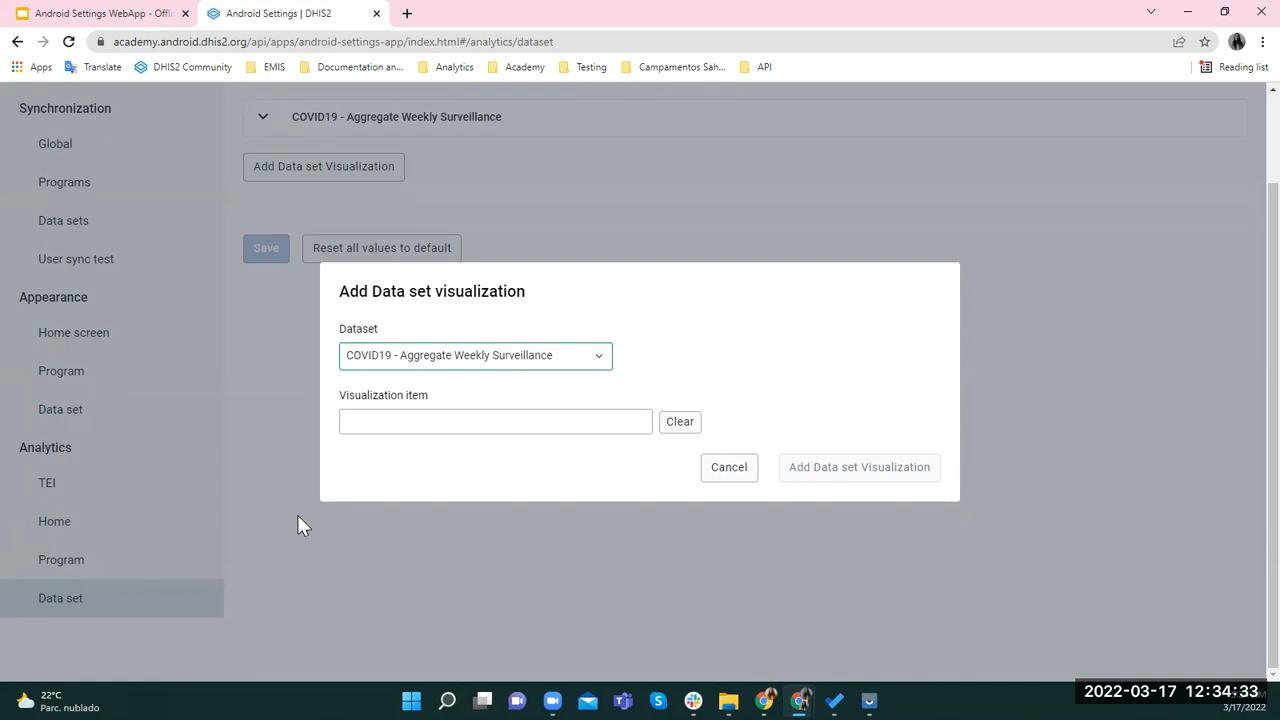 Android Settings WebApp - Offli
Android Settings | DHIS2
academy.android.dhis2.org/api/apps/android-settings-app/index.html#/analytics/dataset
Apps
Translate
DHIS2 Community
EMIS
Documentation an...
Analytics
Academy
Testing
Campamentos Sah...
API
Reading list
Synchronization
Global
Programs
Data sets
User sync test
Appearance
Home screen
Program
Data set
Analytics
TEI
Home
Program
Data set
COVID19 - Aggregate Weekly Surveillance
Add Data set Visualization
Save
Reset all values to default
Add Data set visualization
Dataset
COVID19 - Aggregate Weekly Surveillance
Visualization item
Clear
Cancel
Add Data set Visualization
22°C
Parc. nublado
2022-03-17 12:34:33
3/17/2022